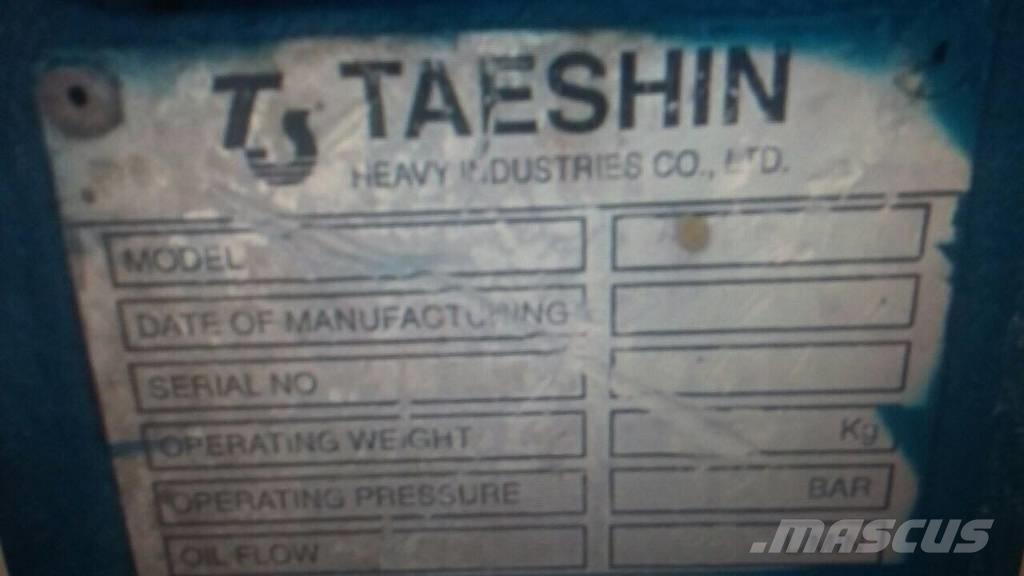 TS TAESHIN
HEAVY INDUSTRIES CO., LTD.
MODEL
DATE OF MANUFACTURING
SERIAL NO
OPERATING WEIGHT Kg
OPERATING PRESSURE BAR
OIL FLOW
.MASCUS